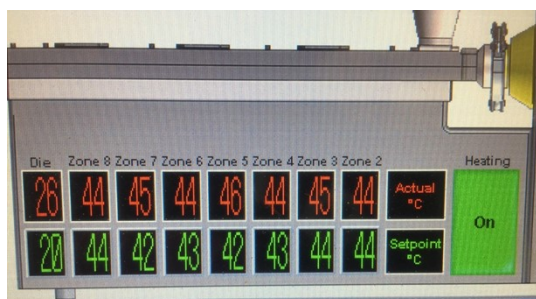 Die Zone 8 Zone 7 Zone 6 Zone 5 Zone 4 Zone 3 Zone 2 Heating
26 44 45 44 46 44 45 44 Actual °C
On
20 44 42 43 42 43 44 44 Setpoint °C